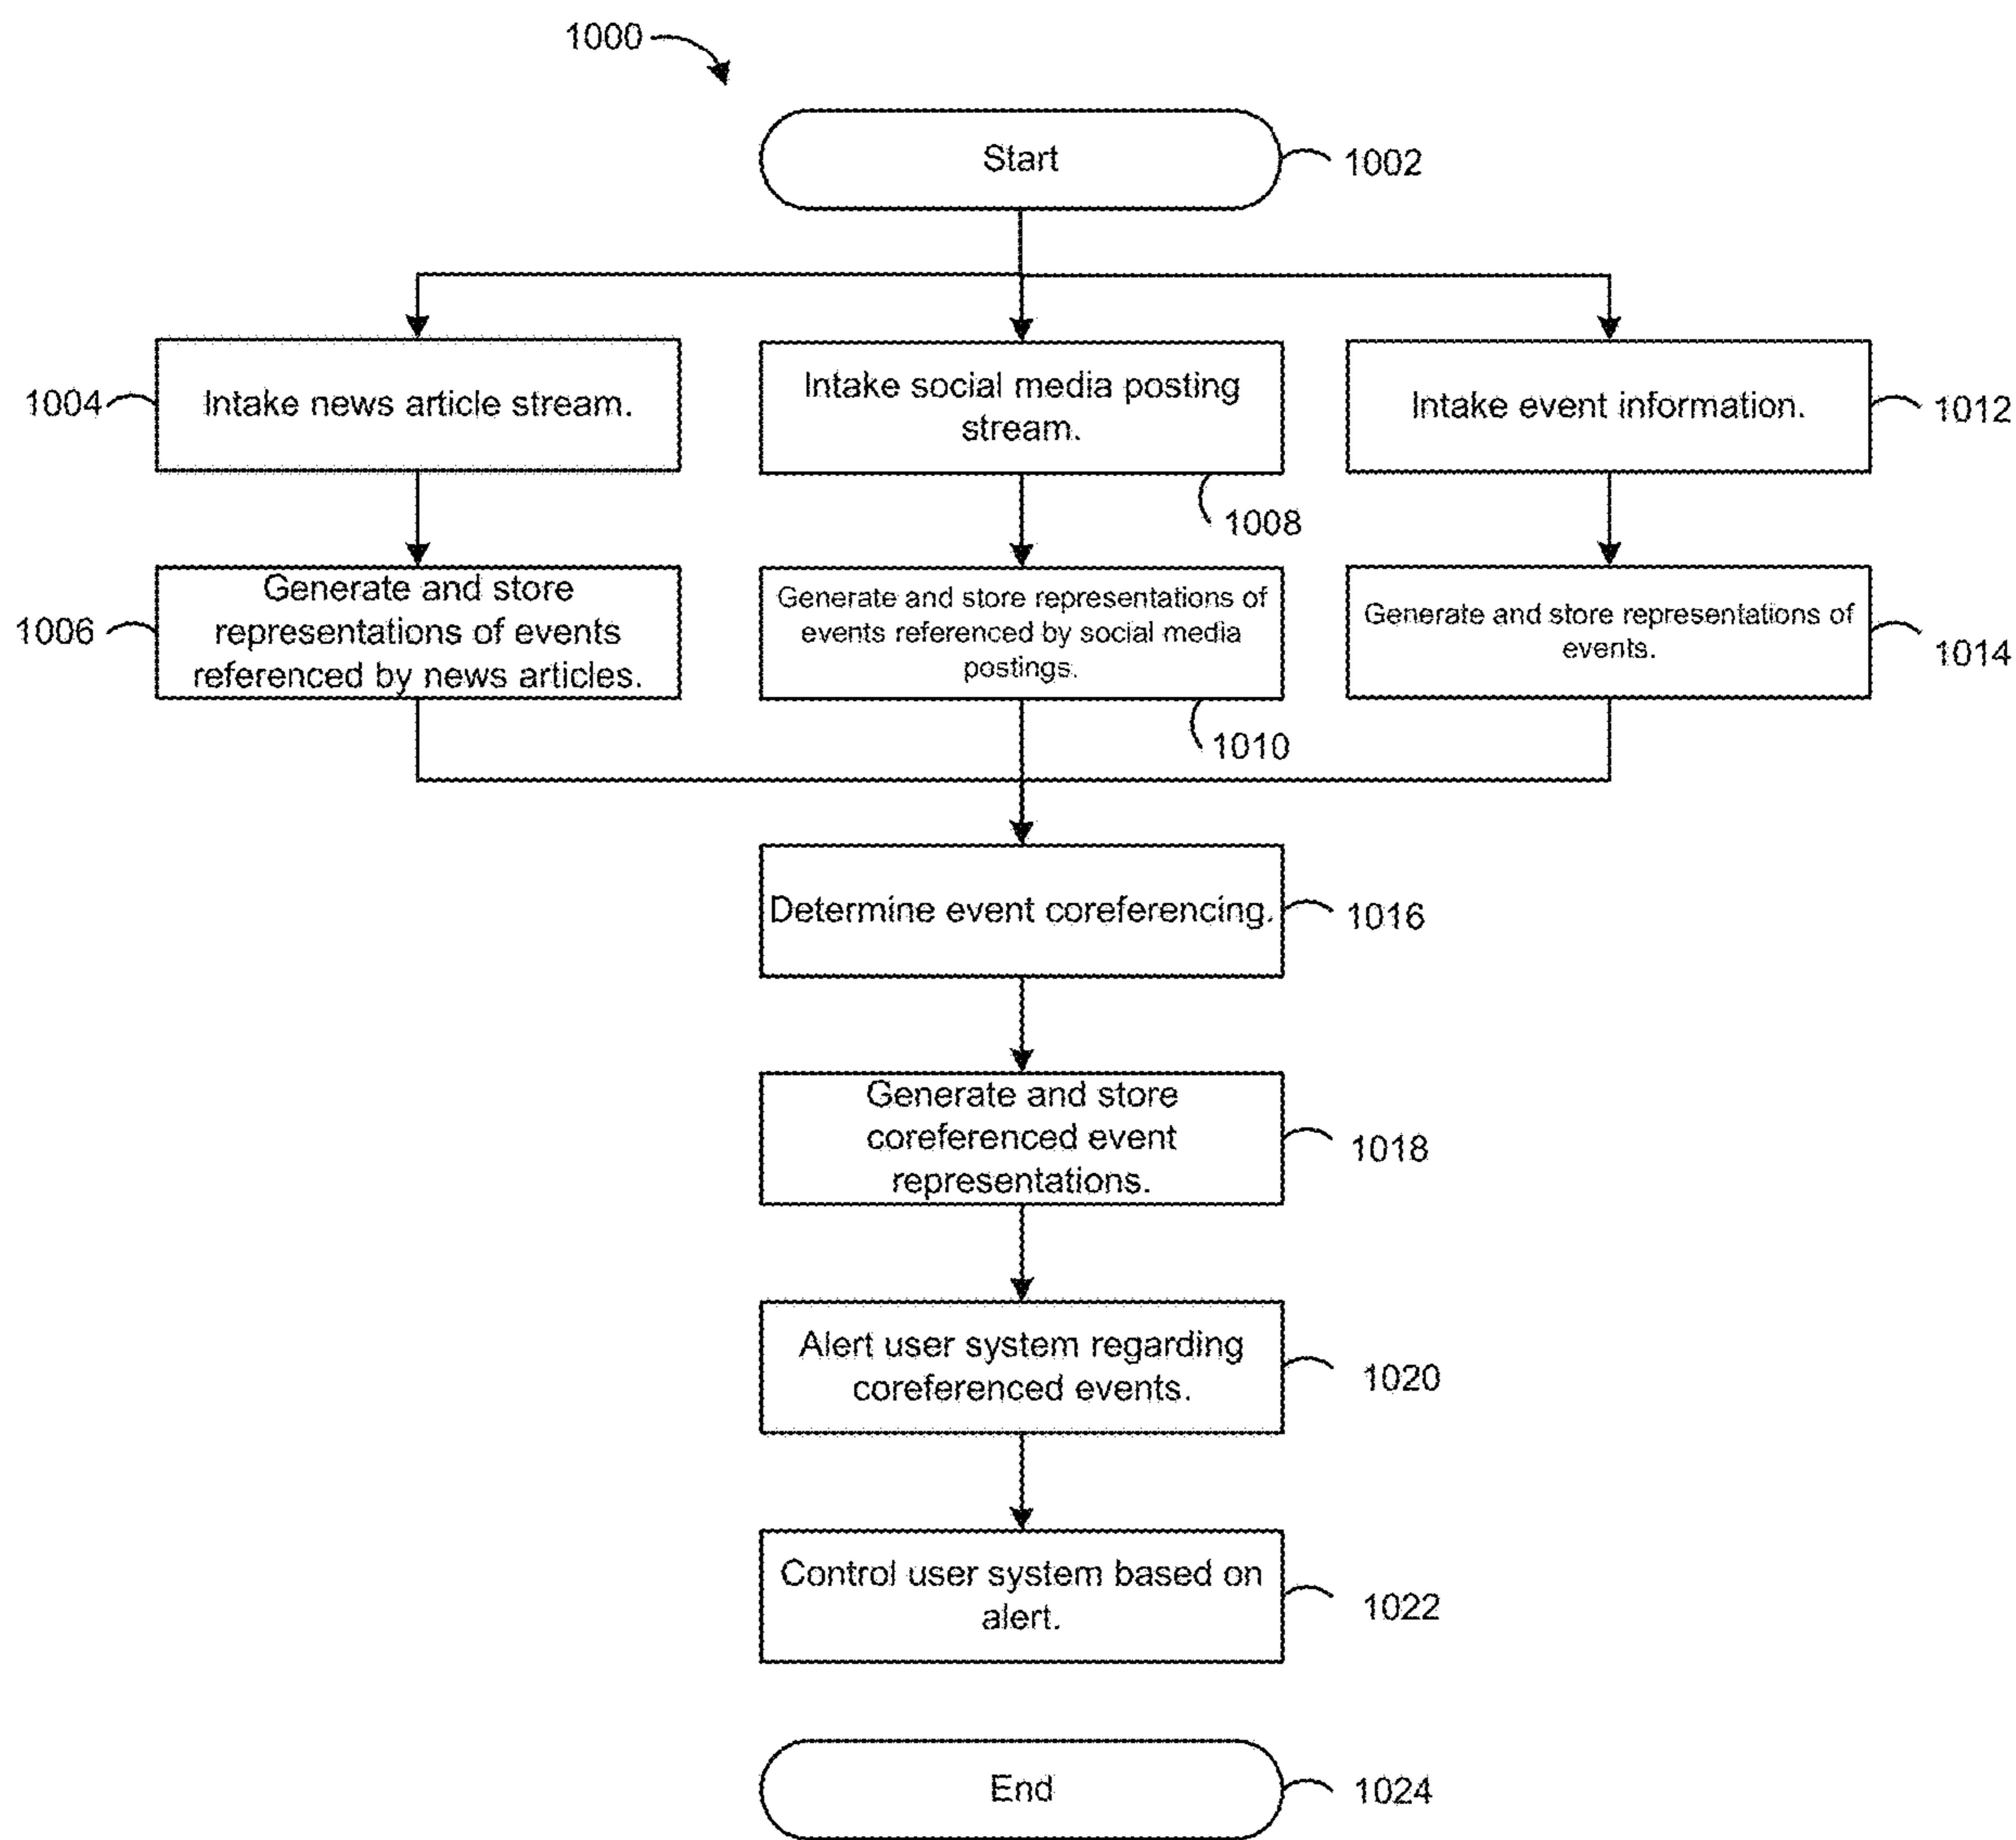 1000
Start
1002
1004
Intake news article stream.
Intake social media posting
stream.
1008
Intake event information.
1012
1006
Generate and store
representations of events
referenced by news articles.
Generate and store representations of
events referenced by social media
postings.
1010
Generate and store representations of
events.
1014
Determine event coreferencing.
1016
Generate and store
coreferenced event
representations.
1018
Alert user system regarding
coreferenced events.
1020
Control user system based on
alert.
1022
End
1024